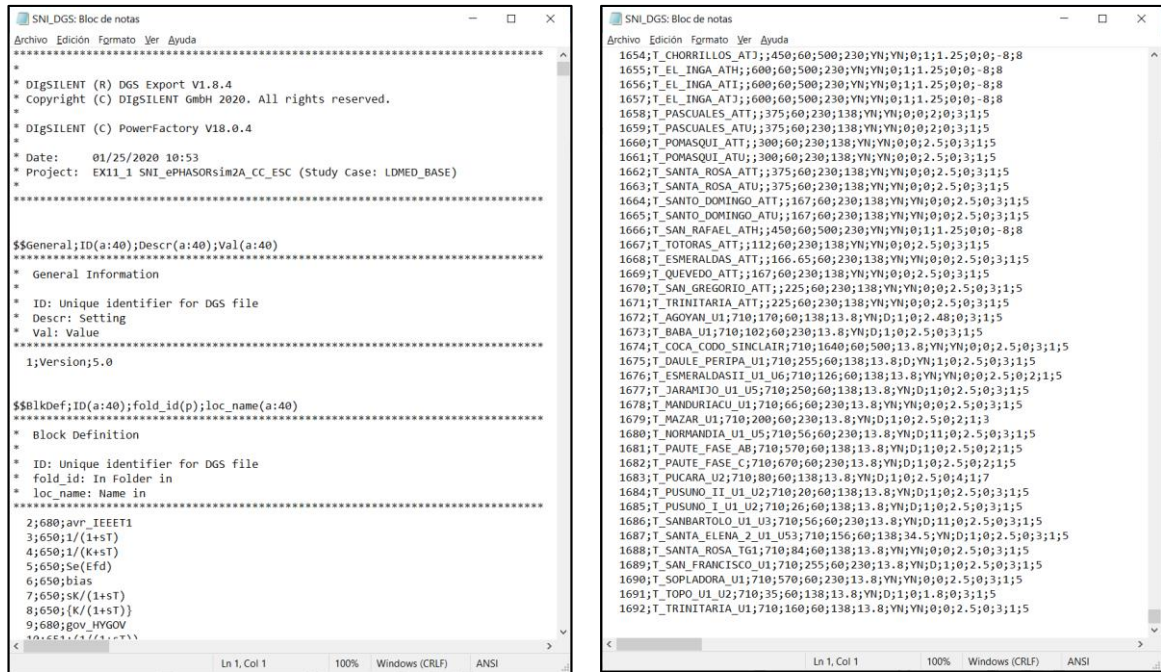 SNI_DGS: Bloc de notas
Archivo Edición Formato Ver Ayuda
*************************************************************************************
*
* DIgSILENT (R) DGS Export V1.8.4
* Copyright (C) DIgSILENT GmbH 2020. All rights reserved.
*
* DIgSILENT (C) PowerFactory V18.0.4
*
* Date: 01/25/2020 10:53
* Project: EX11_1 SNI_ePHASORsim2A_CC_ESC (Study Case: LDMED_BASE)
*
*************************************************************************************
$$General;ID(a:40);Descr(a:40);Val(a:40)
*************************************************************************************
* General Information
*
* ID: Unique identifier for DGS file
* Descr: Setting
* Val: Value
*************************************************************************************
1;Version;5.0
$$BlkDef;ID(a:40);fold_id(p);loc_name(a:40)
*************************************************************************************
* Block Definition
*
* ID: Unique identifier for DGS file
* fold_id: In Folder in
* loc_name: Name in
*************************************************************************************
2;680;avr_IEEET1
3;650;1/(1+sT)
4;650;1/(K+sT)
5;650;Se(Efd)
6;650;bias
7;650;sK/(1+sT)
8;650;{K/(1+sT)}
9;680;gov_HYGOV
Ln 1, Col 1 100% Windows (CRLF) ANSI
SNI_DGS: Bloc de notas
Archivo Edición Formato Ver Ayuda
1654;T_CHORRILLOS_ATJ;;450;60;500;230;YN;YN;0;1;1.25;0;0;-8;8
1655;T_EL_INGA_ATH;;600;60;500;230;YN;YN;0;1;1.25;0;0;-8;8
1656;T_EL_INGA_ATI;;600;60;500;230;YN;YN;0;1;1.25;0;0;-8;8
1657;T_EL_INGA_ATJ;;600;60;500;230;YN;YN;0;1;1.25;0;0;-8;8
1658;T_PASCUALES_ATT;;375;60;230;138;YN;YN;0;0;2;0;3;1;5
1659;T_PASCUALES_ATU;;375;60;230;138;YN;YN;0;0;2;0;3;1;5
1660;T_POMASQUI_ATT;;300;60;230;138;YN;YN;0;0;2.5;0;3;1;5
1661;T_POMASQUI_ATU;;300;60;230;138;YN;YN;0;0;2.5;0;3;1;5
1662;T_SANTA_ROSA_ATT;;375;60;230;138;YN;YN;0;0;2.5;0;3;1;5
1663;T_SANTA_ROSA_ATU;;375;60;230;138;YN;YN;0;0;2.5;0;3;1;5
1664;T_SANTO_DOMINGO_ATT;;167;60;230;138;YN;YN;0;0;2.5;0;3;1;5
1665;T_SANTO_DOMINGO_ATU;;167;60;230;138;YN;YN;0;0;2.5;0;3;1;5
1666;T_SAN_RAFAEL_ATH;;450;60;500;230;YN;YN;0;1;1.25;0;0;-8;8
1667;T_TOTORAS_ATT;;112;60;230;138;YN;YN;0;0;2.5;0;3;1;5
1668;T_ESMERALDAS_ATT;;166.65;60;230;138;YN;YN;0;0;2.5;0;3;1;5
1669;T_QUEVEDO_ATT;;167;60;230;138;YN;YN;0;0;2.5;0;3;1;5
1670;T_SAN_GREGORIO_ATT;;225;60;230;138;YN;YN;0;0;2.5;0;3;1;5
1671;T_TRINITARIA_ATT;;225;60;230;138;YN;YN;0;0;2.5;0;3;1;5
1672;T_AGOYAN_U1;710;170;60;138;13.8;YN;D;1;0;2.48;0;3;1;5
1673;T_BABA_U1;710;102;60;230;13.8;YN;D;1;0;2.5;0;3;1;5
1674;T_COCA_CODO_SINCLAIR;710;1640;60;500;13.8;YN;YN;0;0;2.5;0;3;1;5
1675;T_DAULE_PERIPA_U1;710;255;60;138;13.8;D;YN;1;0;2.5;0;3;1;5
1676;T_ESMERALDASII_U1_U6;710;126;60;138;13.8;YN;YN;0;0;2.5;0;2;1;5
1677;T_JARAMIJO_U1_U5;710;250;60;138;13.8;YN;D;1;0;2.5;0;3;1;5
1678;T_MANDURIACU_U1;710;66;60;230;13.8;YN;YN;0;0;2.5;0;3;1;5
1679;T_MAZAR_U1;710;200;60;230;13.8;YN;D;1;0;2.5;0;2;1;3
1680;T_NORMANDIA_U1_U5;710;56;60;230;13.8;YN;D;11;0;2.5;0;3;1;5
1681;T_PAUTE_FASE_AB;710;570;60;138;13.8;YN;D;1;0;2.5;0;2;1;5
1682;T_PAUTE_FASE_C;710;670;60;230;13.8;YN;D;1;0;2.5;0;2;1;5
1683;T_PUCARA_U2;710;80;60;138;13.8;YN;D;1;0;2.5;0;4;1;7
1684;T_PUSUNO_II_U1_U2;710;20;60;138;13.8;YN;D;1;0;2.5;0;3;1;5
1685;T_PUSUNO_I_U1_U2;710;26;60;138;13.8;YN;D;1;0;2.5;0;3;1;5
1686;T_SANBARTOLO_U1_U3;710;56;60;230;13.8;YN;D;11;0;2.5;0;3;1;5
1687;T_SANTA_ELENA_2_U1_U53;710;156;60;138;34.5;YN;D;1;0;2.5;0;3;1;5
1688;T_SANTA_ROSA_TG1;710;84;60;138;13.8;YN;YN;0;0;2.5;0;3;1;5
1689;T_SAN_FRANCISCO_U1;710;255;60;230;13.8;YN;D;1;0;2.5;0;3;1;5
1690;T_SOPLADORA_U1;710;570;60;230;13.8;YN;YN;0;0;2.5;0;3;1;5
1691;T_TOPO_U1_U2;710;35;60;138;13.8;YN;D;1;0;1.8;0;3;1;5
1692;T_TRINITARIA_U1;710;160;60;138;13.8;YN;YN;0;0;2.5;0;3;1;5
Ln 1, Col 1 100% Windows (CRLF) ANSI